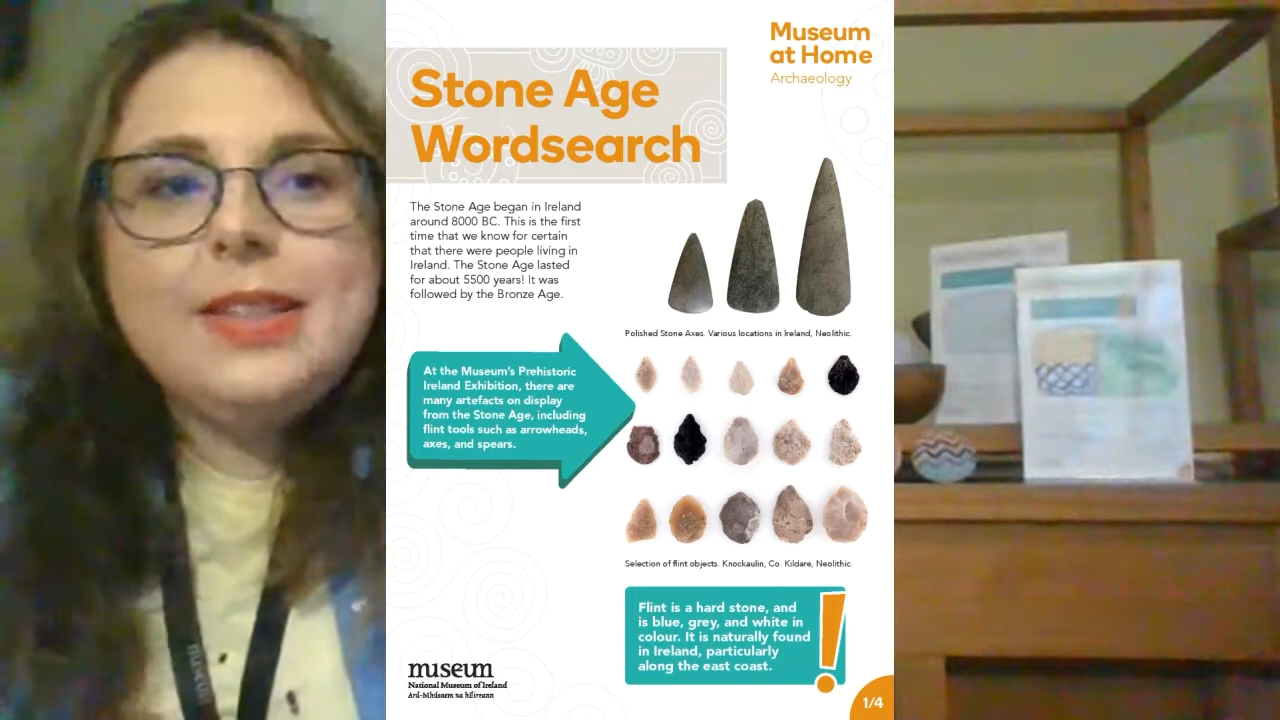 Museum
at Home
Archaeology
Stone Age
Wordsearch
The Stone Age began in Ireland
around 8000 BC. This is the first
time that we know for certain
that there were people living in
Ireland. The Stone Age lasted
for about 5500 years! It was
followed by the Bronze Age.
Polished Stone Axes. Various locations in Ireland, Neolithic.
At the Museum's Prehistoric
Ireland Exhibition, there are
many artefacts on display
from the Stone Age, including
flint tools such as arrowheads,
axes, and spears.
Selection of flint objects. Knockaulin, Co. Kildare, Neolithic.
Flint is a hard stone, and
is blue, grey, and white in
colour. It is naturally found
in Ireland, particularly
along the east coast.
!
museum
National Museum of Ireland
Ard-Mhúsaem na hÉireann
1/4
museum